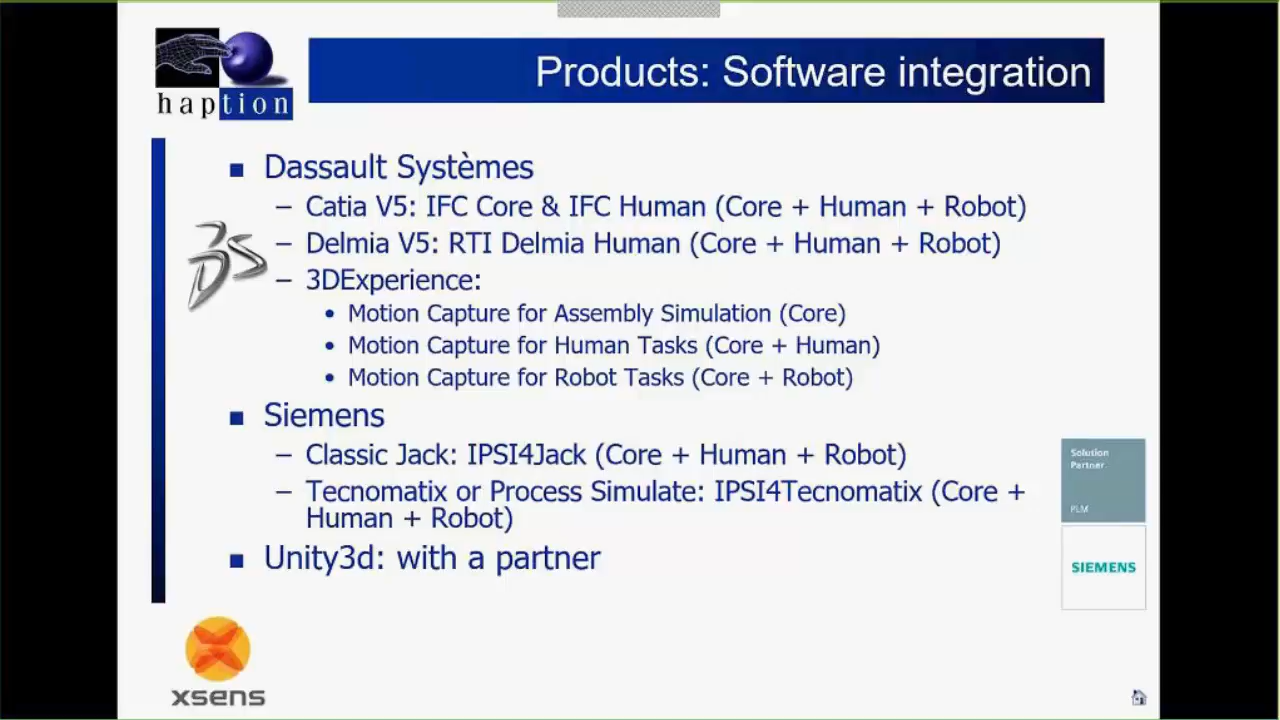 haption
Products: Software integration
Dassault Systèmes
– Catia V5: IFC Core & IFC Human (Core + Human + Robot)
– Delmia V5: RTI Delmia Human (Core + Human + Robot)
– 3DExperience:
• Motion Capture for Assembly Simulation (Core)
• Motion Capture for Human Tasks (Core + Human)
• Motion Capture for Robot Tasks (Core + Robot)
Siemens
– Classic Jack: IPSI4Jack (Core + Human + Robot)
– Tecnomatix or Process Simulate: IPSI4Tecnomatix (Core +
Human + Robot)
Unity3d: with a partner
Solution
Partner
PLM
SIEMENS
xsens